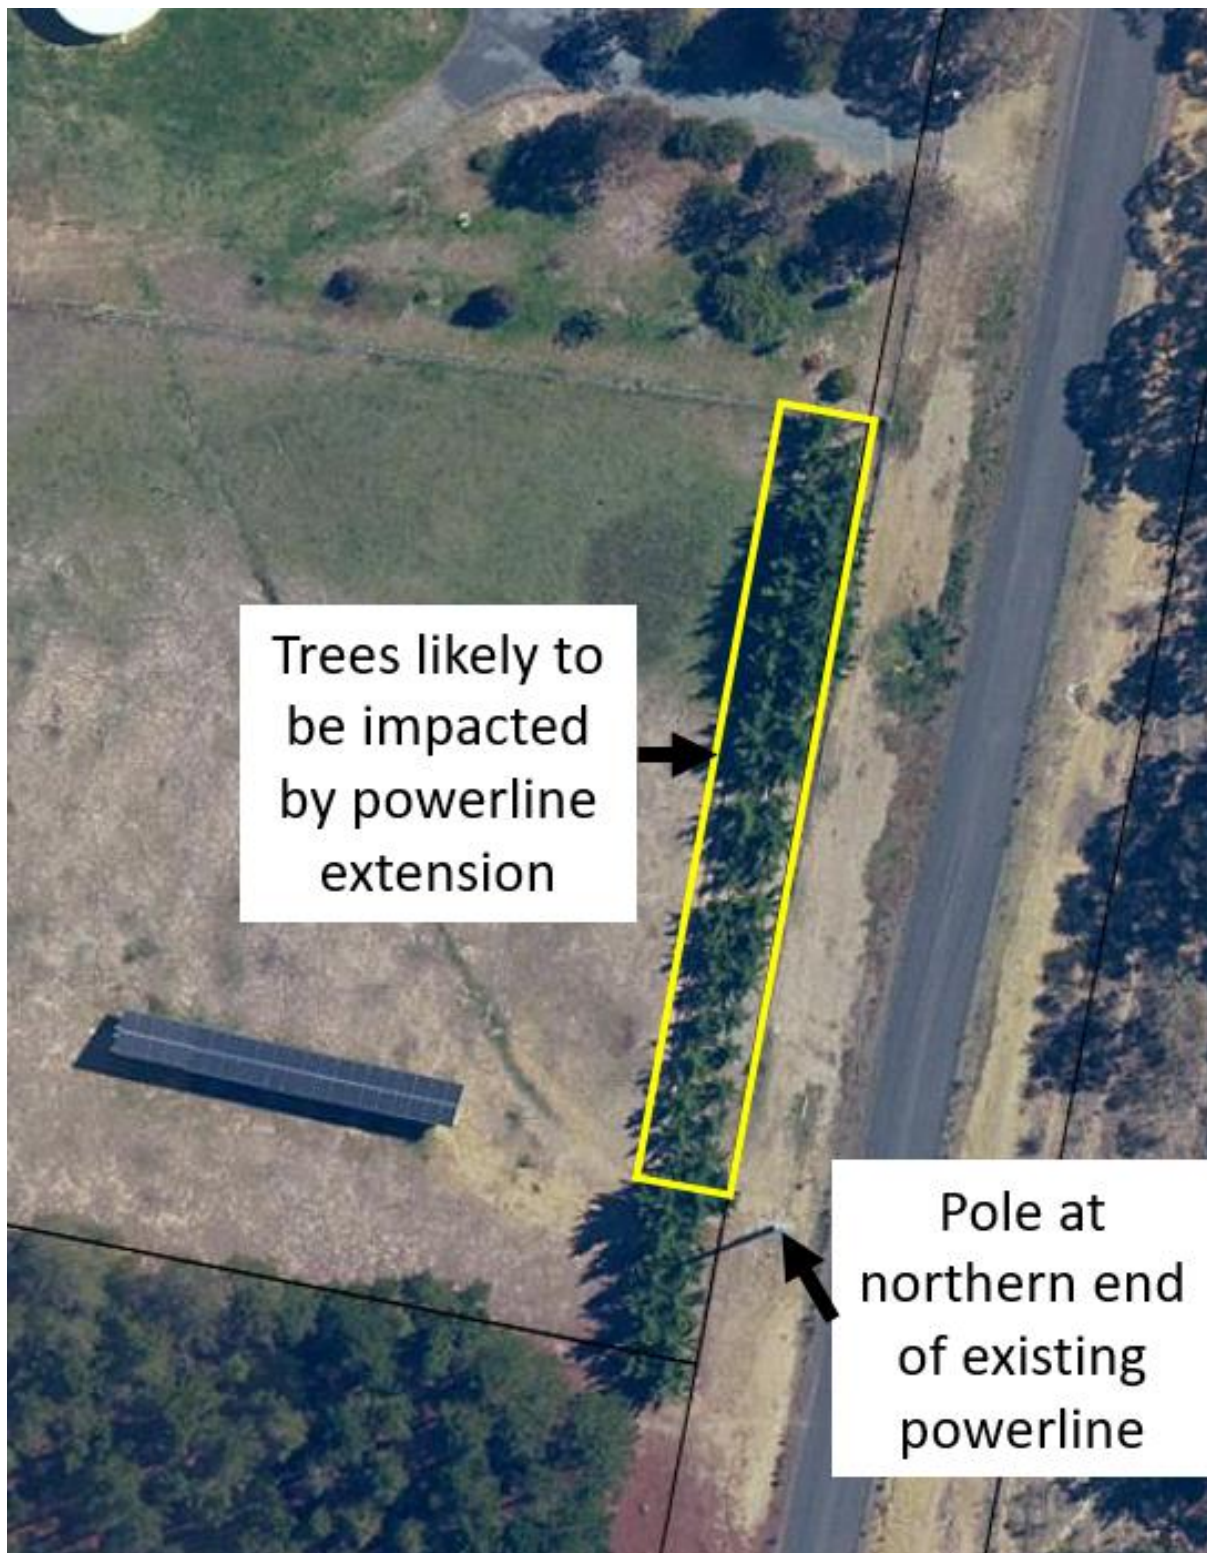 Trees likely to
be impacted
by powerline
extension
Pole at
northern end
of existing
powerline